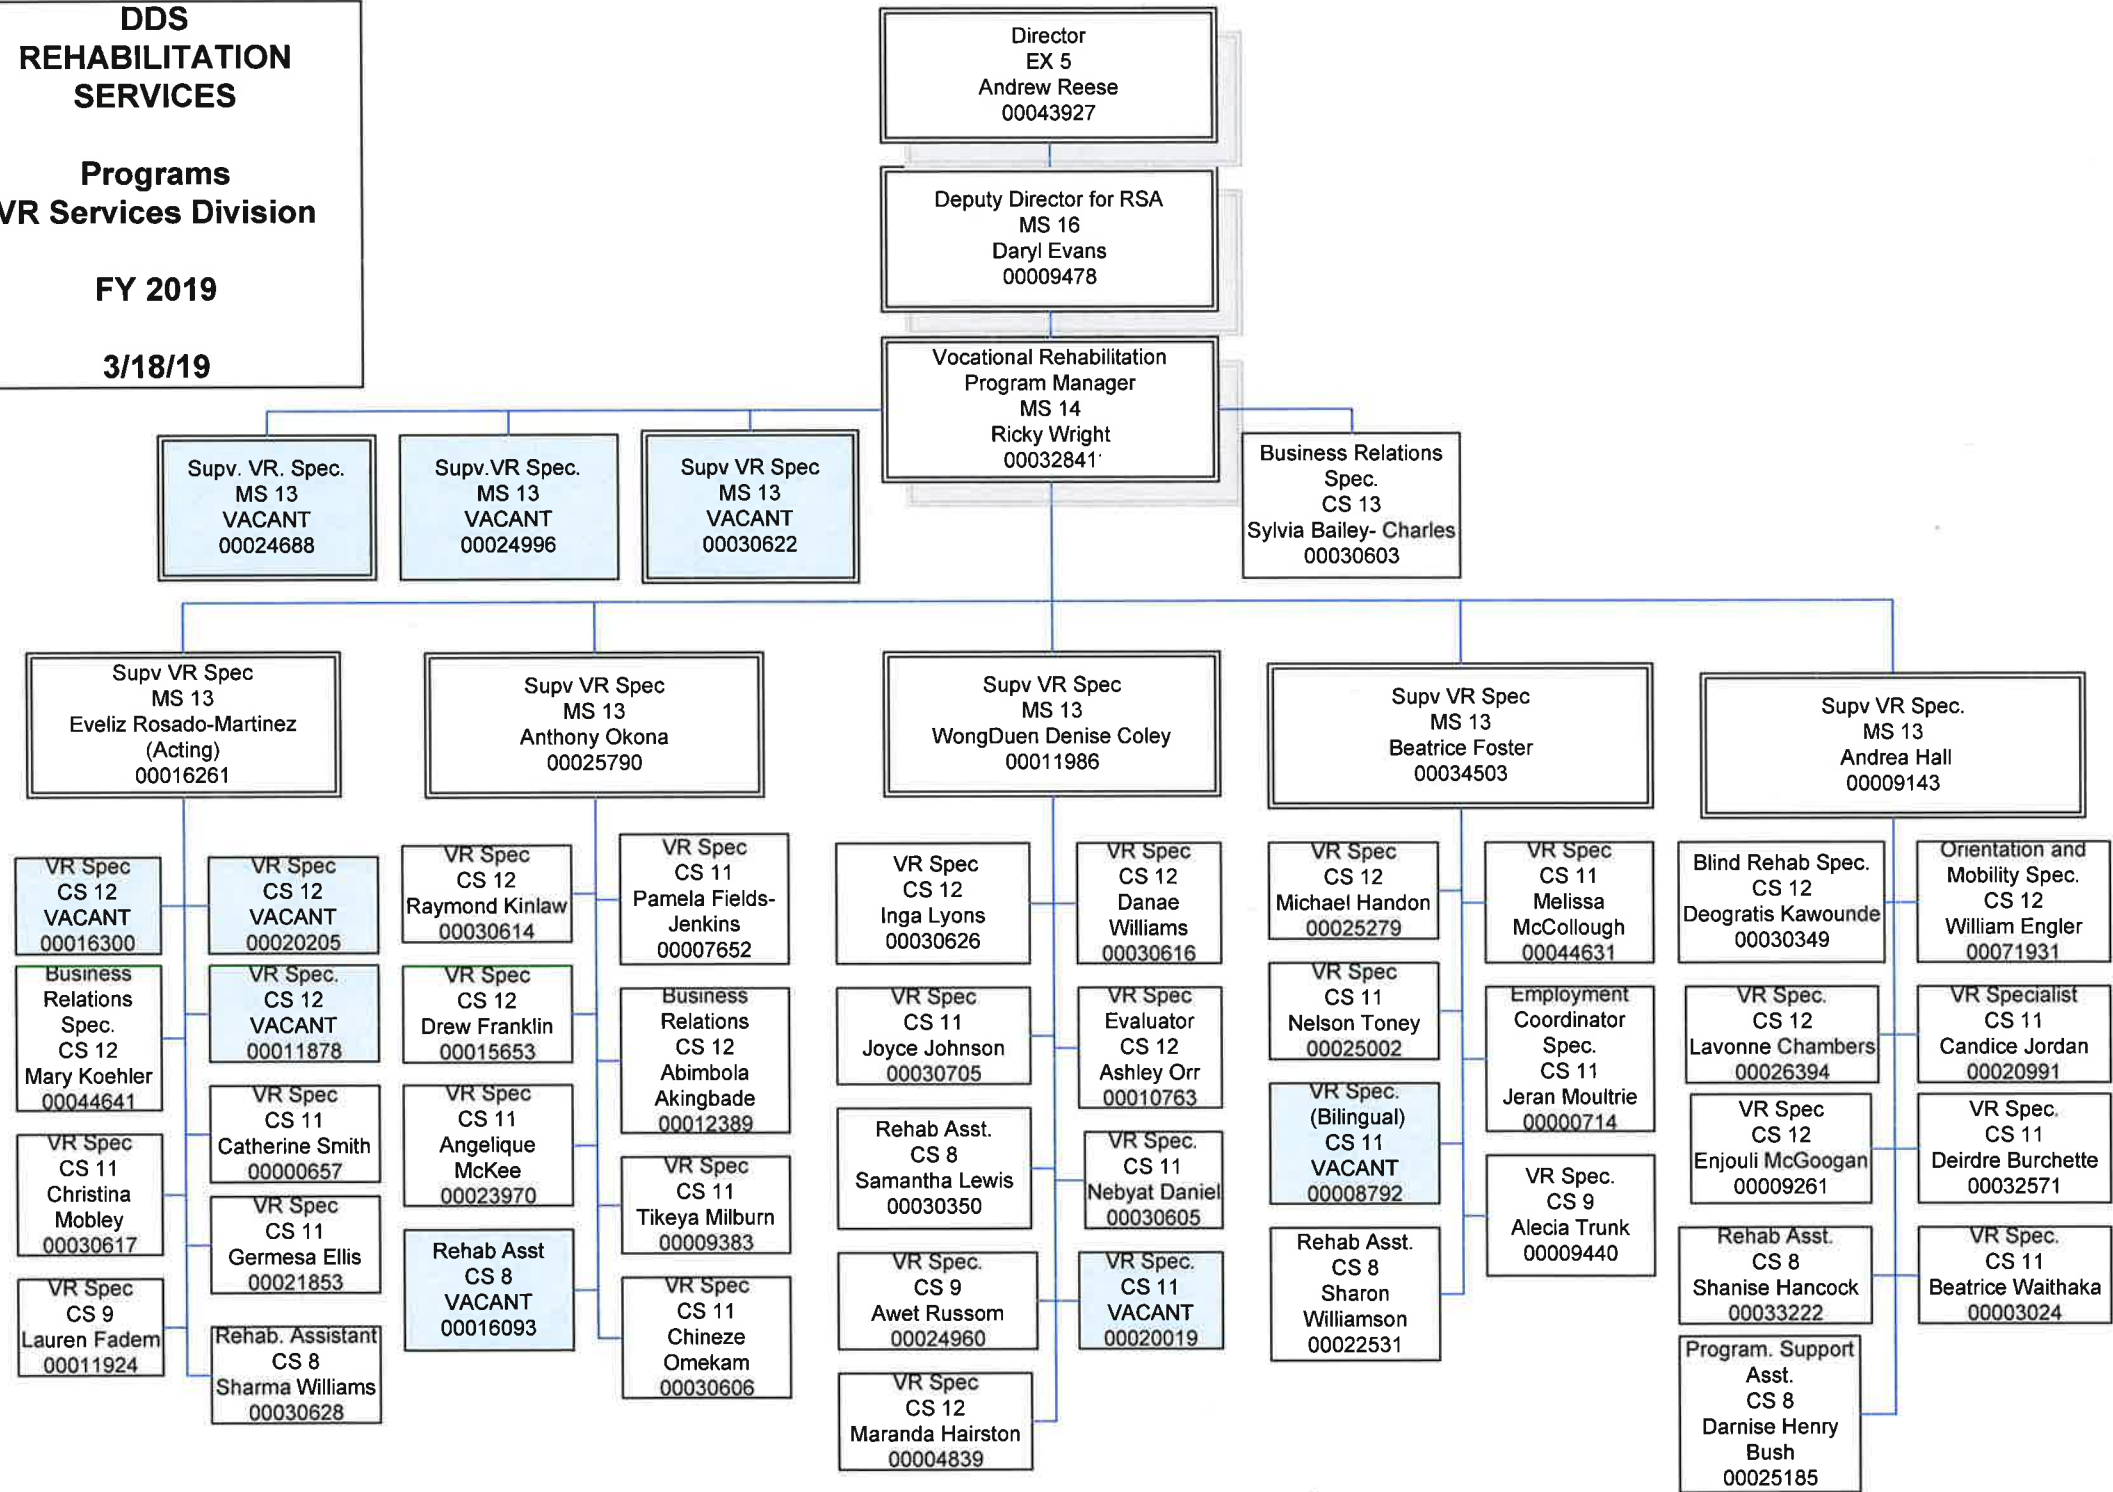 DDS
REHABILITATION
SERVICES
Programs
VR Services Division
FY 2019
3/18/19
Director
EX 5
Andrew Reese
00043927
Deputy Director for RSA
MS 16
Daryl Evans
00009478
Vocational Rehabilitation
Program Manager
MS 14
Ricky Wright
00032841
Supv. VR. Spec.
MS 13
VACANT
00024688
Supv.VR Spec.
MS 13
VACANT
00024996
Supv VR Spec
MS 13
VACANT
00030622
Business Relations
Spec.
CS 13
Sylvia Bailey- Charles
00030603
Supv VR Spec
MS 13
Eveliz Rosado-Martinez
(Acting)
00016261
Supv VR Spec
MS 13
Anthony Okona
00025790
Supv VR Spec
MS 13
WongDuen Denise Coley
00011986
Supv VR Spec
MS 13
Beatrice Foster
00034503
Supv VR Spec.
MS 13
Andrea Hall
00009143
VR Spec
CS 12
VACANT
00016300
VR Spec
CS 12
VACANT
00020205
Business
Relations
Spec.
CS 12
Mary Koehler
00044641
VR Spec.
CS 12
VACANT
00011878
VR Spec
CS 11
Catherine Smith
00000657
VR Spec
CS 11
Christina
Mobley
00030617
VR Spec
CS 11
Germesa Ellis
00021853
VR Spec
CS 9
Lauren Fadem
00011924
Rehab. Assistant
CS 8
Sharma Williams
00030628
VR Spec
CS 12
Raymond Kinlaw
00030614
VR Spec
CS 11
Pamela Fields-
Jenkins
00007652
VR Spec
CS 12
Drew Franklin
00015653
Business
Relations
CS 12
Abimbola
Akingbade
00012389
VR Spec
CS 11
Angelique
McKee
00023970
VR Spec
CS 11
Tikeya Milburn
00009383
Rehab Asst
CS 8
VACANT
00016093
VR Spec
CS 11
Chineze
Omekam
00030606
VR Spec
CS 12
Inga Lyons
00030626
VR Spec
CS 12
Danae
Williams
00030616
VR Spec
CS 11
Joyce Johnson
00030705
VR Spec
Evaluator
CS 12
Ashley Orr
00010763
Rehab Asst.
CS 8
Samantha Lewis
00030350
VR Spec.
CS 11
Nebyat Daniel
00030605
VR Spec.
CS 9
Awet Russom
00024960
VR Spec.
CS 11
VACANT
00020019
VR Spec
CS 12
Maranda Hairston
00004839
VR Spec
CS 12
Michael Handon
00025279
VR Spec
CS 11
Melissa
McCollough
00044631
VR Spec
CS 11
Nelson Toney
00025002
Employment
Coordinator
Spec.
CS 11
Jeran Moultrie
00000714
VR Spec.
(Bilingual)
CS 11
VACANT
00008792
VR Spec.
CS 9
Alecia Trunk
00009440
Rehab Asst.
CS 8
Sharon
Williamson
00022531
Blind Rehab Spec.
CS 12
Deogratis Kawounde
00030349
Orientation and
Mobility Spec.
CS 12
William Engler
00071931
VR Spec.
CS 12
Lavonne Chambers
00026394
VR Specialist
CS 11
Candice Jordan
00020991
VR Spec
CS 12
Enjouli McGoogan
00009261
VR Spec.
CS 11
Deirdre Burchette
00032571
Rehab Asst.
CS 8
Shanise Hancock
00033222
VR Spec.
CS 11
Beatrice Waithaka
00003024
Program. Support
Asst.
CS 8
Darnise Henry
Bush
00025185